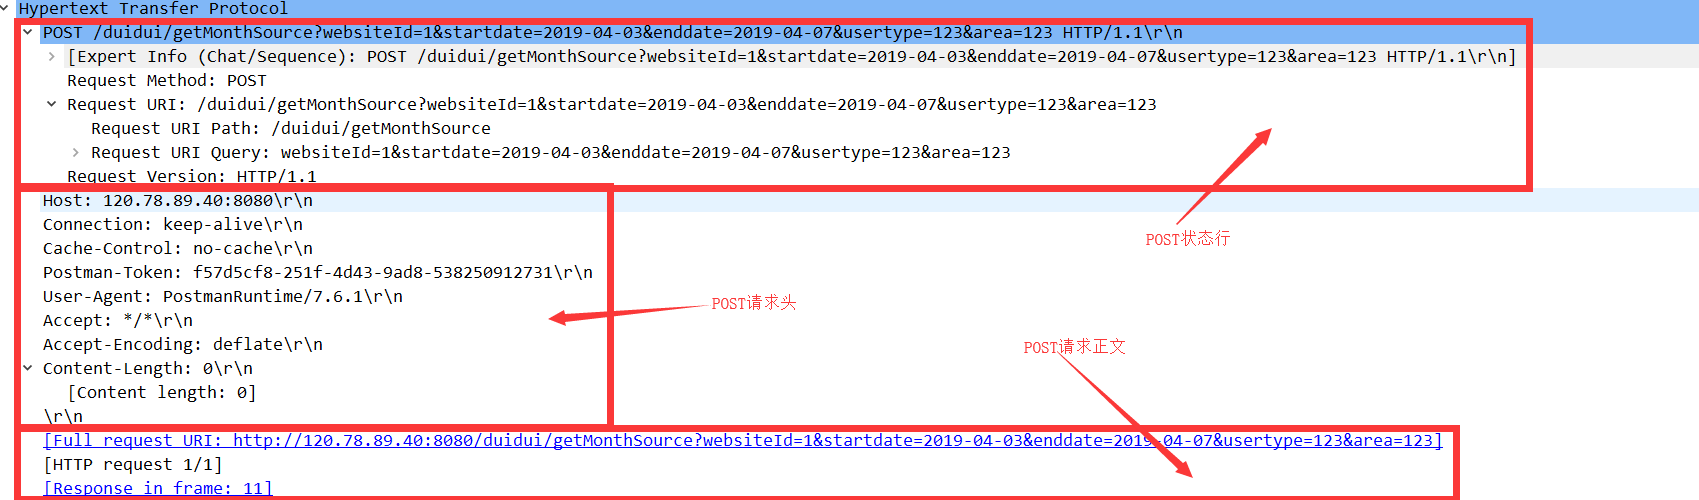 Hypertext Transfer Protocol
POST /duidui/getMonthSource?websiteId=1&startdate=2019-04-03&enddate=2019-04-07&usertype=123&area=123 HTTP/1.1\r\n
[Expert Info (Chat/Sequence): POST /duidui/getMonthSource?websiteId=1&startdate=2019-04-03&enddate=2019-04-07&usertype=123&area=123 HTTP/1.1\r\n]
Request Method: POST
Request URI: /duidui/getMonthSource?websiteId=1&startdate=2019-04-03&enddate=2019-04-07&usertype=123&area=123
Request URI Path: /duidui/getMonthSource
Request URI Query: websiteId=1&startdate=2019-04-03&enddate=2019-04-07&usertype=123&area=123
Request Version: HTTP/1.1
Host: 120.78.89.40:8080\r\n
Connection: keep-alive\r\n
POST状态行
Cache-Control: no-cache\r\n
Postman-Token: f57d5cf8-251f-4d43-9ad8-538250912731\r\n
User-Agent: PostmanRuntime/7.6.1\r\n
POST请求头
Accept: */*\r\n
Accept-Encoding: deflate\r\n
POST请求正文
Content-Length: 0\r\n
[Content length: 0]
\r\n
[Full request URI: http://120.78.89.40:8080/duidui/getMonthSource?websiteId=1&startdate=2019-04-03&enddate=2019-04-07&usertype=123&area=123]
[HTTP request 1/1]
[Response in frame: 11]